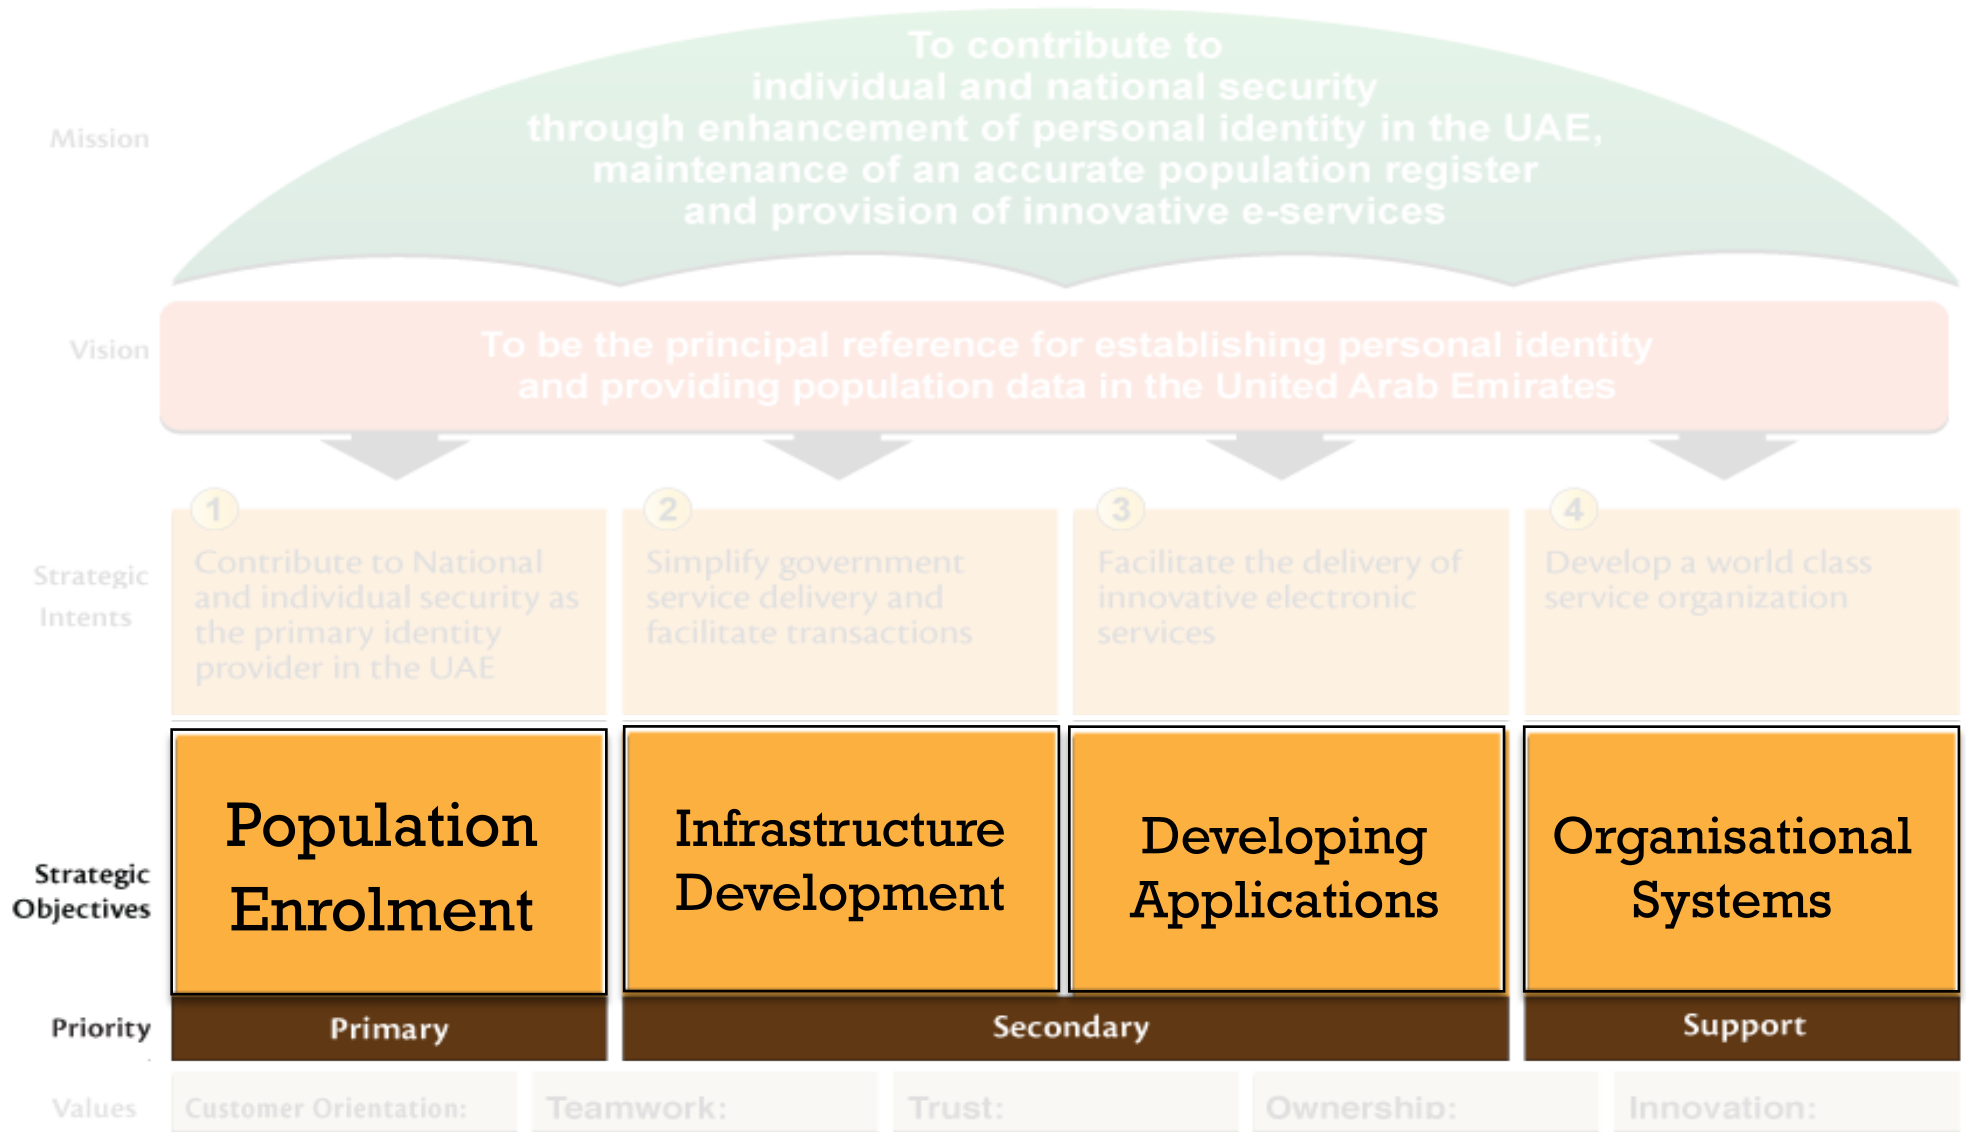 To contribute to
individual and national security
through enhancement of personal identity in the UAE,
maintenance of an accurate population register
and provision of innovative e-services
Mission
Vision
To be the principal reference for establishing personal identity
and providing population data in the United Arab Emirates
Strategic
Intents
1
Contribute to National
and individual security as
the primary identity
provider in the UAE
2
Simplify government
service delivery and
facilitate transactions
3
Facilitate the delivery of
innovative electronic
services
4
Develop a world class
service organization
Strategic
Objectives
Population
Enrolment
Infrastructure
Development
Developing
Applications
Organisational
Systems
Priority
Primary
Secondary
Support
Values
Customer Orientation:
Teamwork:
Trust:
Ownership:
Innovation: